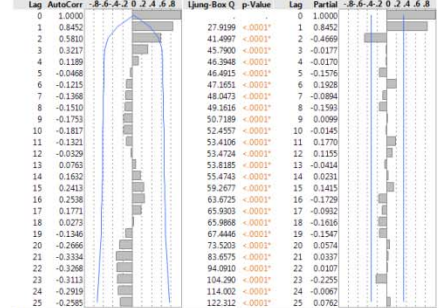 Lag AutoCorr -.8-.6-.4-.2 0 .2 .4 .6 .8 Ljung-Box Q p-Value Lag Partial -.8-.6-.4-.2 0 .2 .4 .6 .8
0 1.0000 0 1.0000
1 0.8452 27.9199 <.0001* 1 0.8452
2 0.5810 41.4997 <.0001* 2 -0.4669
3 0.3217 45.7900 <.0001* 3 -0.0177
4 0.1189 46.3948 <.0001* 4 -0.0170
5 -0.0468 46.4915 <.0001* 5 -0.1576
6 -0.1215 47.1651 <.0001* 6 0.1928
7 -0.1368 48.0473 <.0001* 7 -0.0894
8 -0.1510 49.1616 <.0001* 8 -0.1593
9 -0.1753 50.7189 <.0001* 9 0.0099
10 -0.1817 52.4557 <.0001* 10 -0.0145
11 -0.1321 53.4106 <.0001* 11 0.1770
12 -0.0329 53.4724 <.0001* 12 0.1155
13 0.0763 53.8185 <.0001* 13 -0.0414
14 0.1632 55.4743 <.0001* 14 0.0231
15 0.2413 59.2677 <.0001* 15 0.1415
16 0.2538 63.6725 <.0001* 16 -0.1729
17 0.1771 65.9303 <.0001* 17 -0.0932
18 0.0273 65.9868 <.0001* 18 -0.1616
19 -0.1346 67.4446 <.0001* 19 -0.1547
20 -0.2666 73.5203 <.0001* 20 0.0574
21 -0.3334 83.6575 <.0001* 21 0.0337
22 -0.3268 94.0910 <.0001* 22 0.0107
23 -0.3113 104.290 <.0001* 23 -0.2255
24 -0.2919 114.002 <.0001* 24 -0.0067
25 -0.2585 122.312 <.0001* 25 0.0762